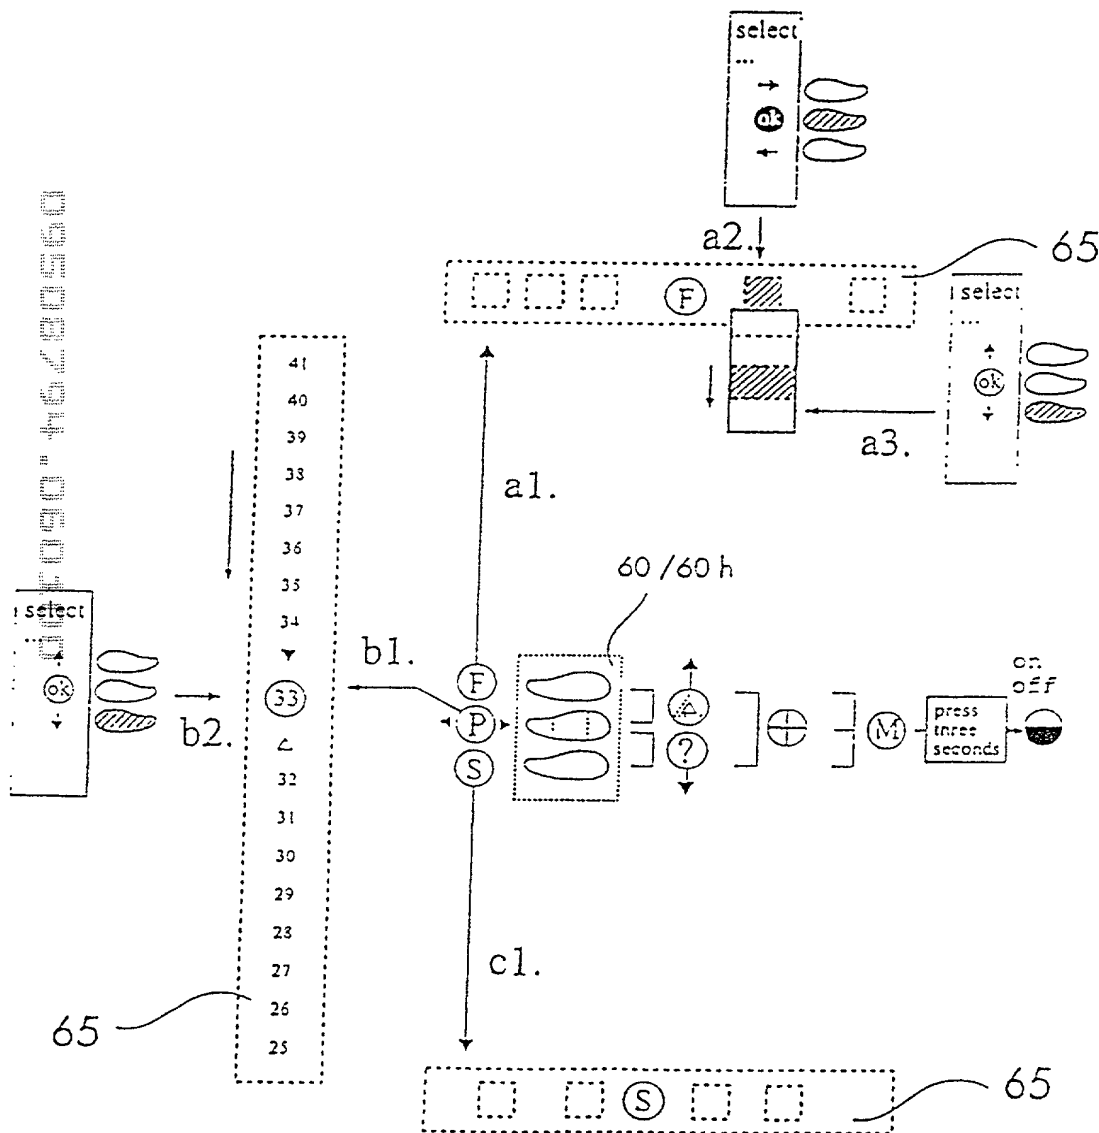 select
...
ok
a2.
65
F
select
...
ok
a3.
a1.
41
40
39
38
37
36
35
34
33
32
31
30
29
28
27
26
25
select
...
ok
b2.
b1.
60/60h
F
P
S
?
M
press
three
seconds
on
off
c1.
65
S
65